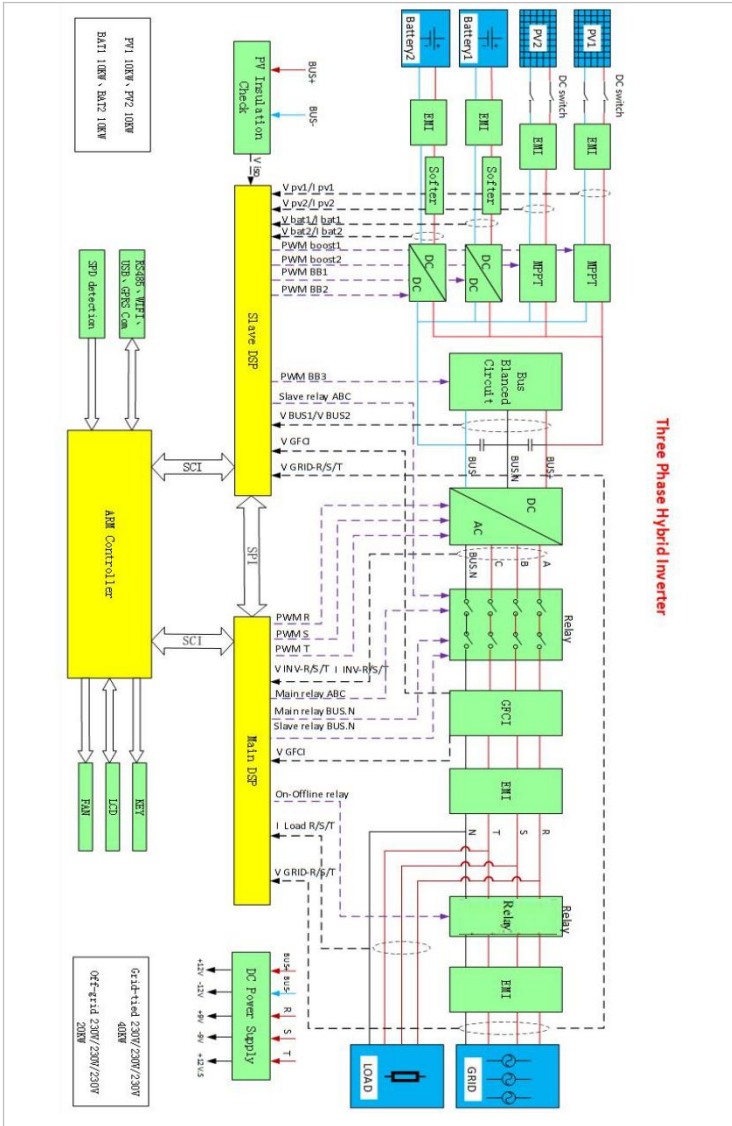 Three Phase Hybrid Inverter
PV1 10KW、PV2 10KW
BAT1 10KW、BAT2 10KW
PV1
PV2
Battery1
Battery2
DC switch
DC switch
EMI
EMI
EMI
EMI
Softer
Softer
MPPT
MPPT
DC
DC
DC
DC
BUS+
BUS-
PV Insulation
Check
V iso
V pv1/I pv1
V pv2/I pv2
V bat1/I bat1
V bat2/I bat2
PWM boost1
PWM boost2
PWM BB1
PWM BB2
Bus
Blanced
Circuit
BUS+
BUS.N
BUS-
PWM BB3
Slave relay ABC
V BUS1/V BUS2
V GFCI
V GRID-R/S/T
Slave DSP
DC
AC
A
B
C
BUS.N
Relay
GFCI
EMI
R
S
T
N
Relay
Relay
EMI
GRID
LOAD
SPI
PWM R
PWM S
PWM T
V INV-R/S/T I INV-R/S/T
Main relay ABC
Main relay BUS.N
Slave relay BUS.N
V GFCI
On-Offline relay
I Load R/S/T
V GRID-R/S/T
Main DSP
SCI
SCI
ARM Controller
RS485、WIFI、
USB、GPRS Com
SPD detection
KEY
LCD
FAN
BUS+
BUS-
R
S
T
DC Power Supply
+12V
-12V
+9V
-9V
+12V.S
Grid-tied 230V/230V/230V
40KW
Off-grid 230V/230V/230V
20KW